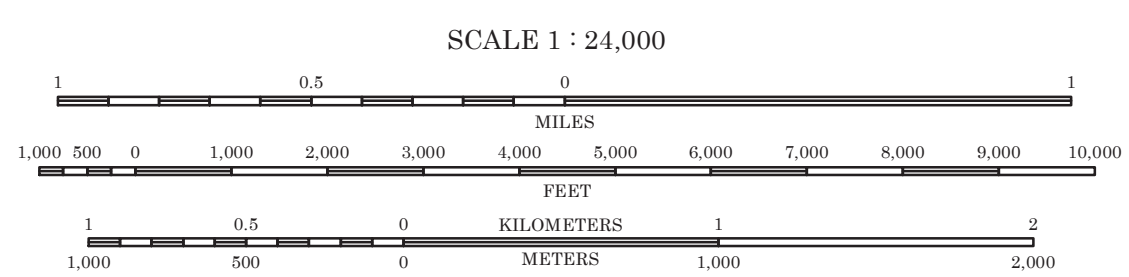 SCALE 1 : 24,000
1 0.5 0 1
MILES
1,000 500 0 1,000 2,000 3,000 4,000 5,000 6,000 7,000 8,000 9,000 10,000
FEET
1 0.5 0 KILOMETERS 1 2
1,000 500 0 METERS 1,000 2,000